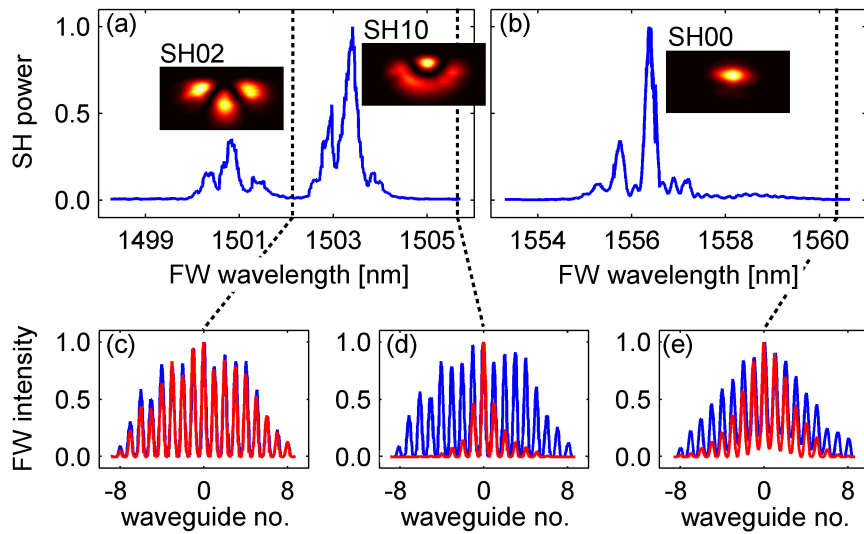 (a)
SH02
SH10
(b)
SH00
SH power
1.0
0.5
0.0
1499 1501 1503 1505
FW wavelength [nm]
1554 1556 1558 1560
FW wavelength [nm]
FW intensity
(c)
1.0
0.5
0.0
-8 0 8
waveguide no.
(d)
1.0
0.5
0.0
-8 0 8
waveguide no.
(e)
1.0
0.5
0.0
-8 0 8
waveguide no.